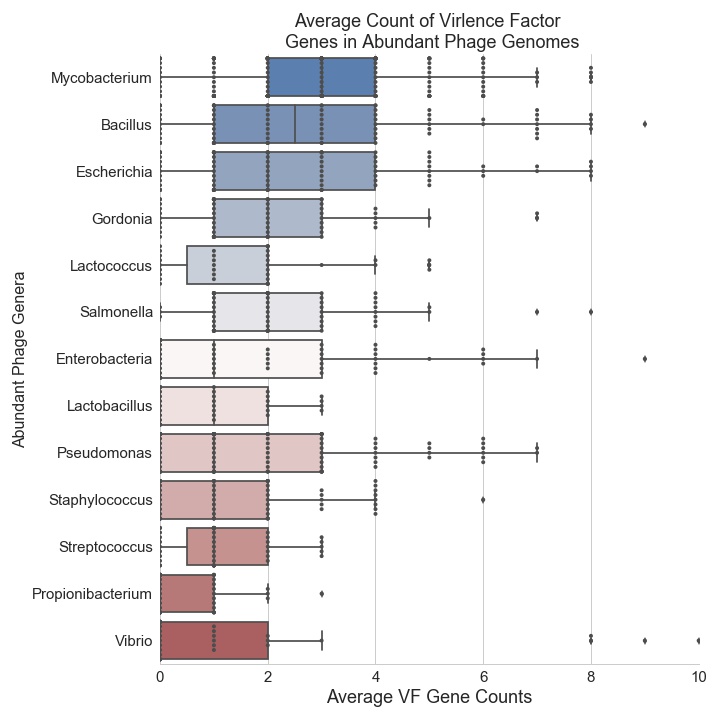 Average Count of Virlence Factor
Genes in Abundant Phage Genomes
Abundant Phage Genera
Mycobacterium
Bacillus
Escherichia
Gordonia
Lactococcus
Salmonella
Enterobacteria
Lactobacillus
Pseudomonas
Staphylococcus
Streptococcus
Propionibacterium
Vibrio
0 2 4 6 8 10
Average VF Gene Counts